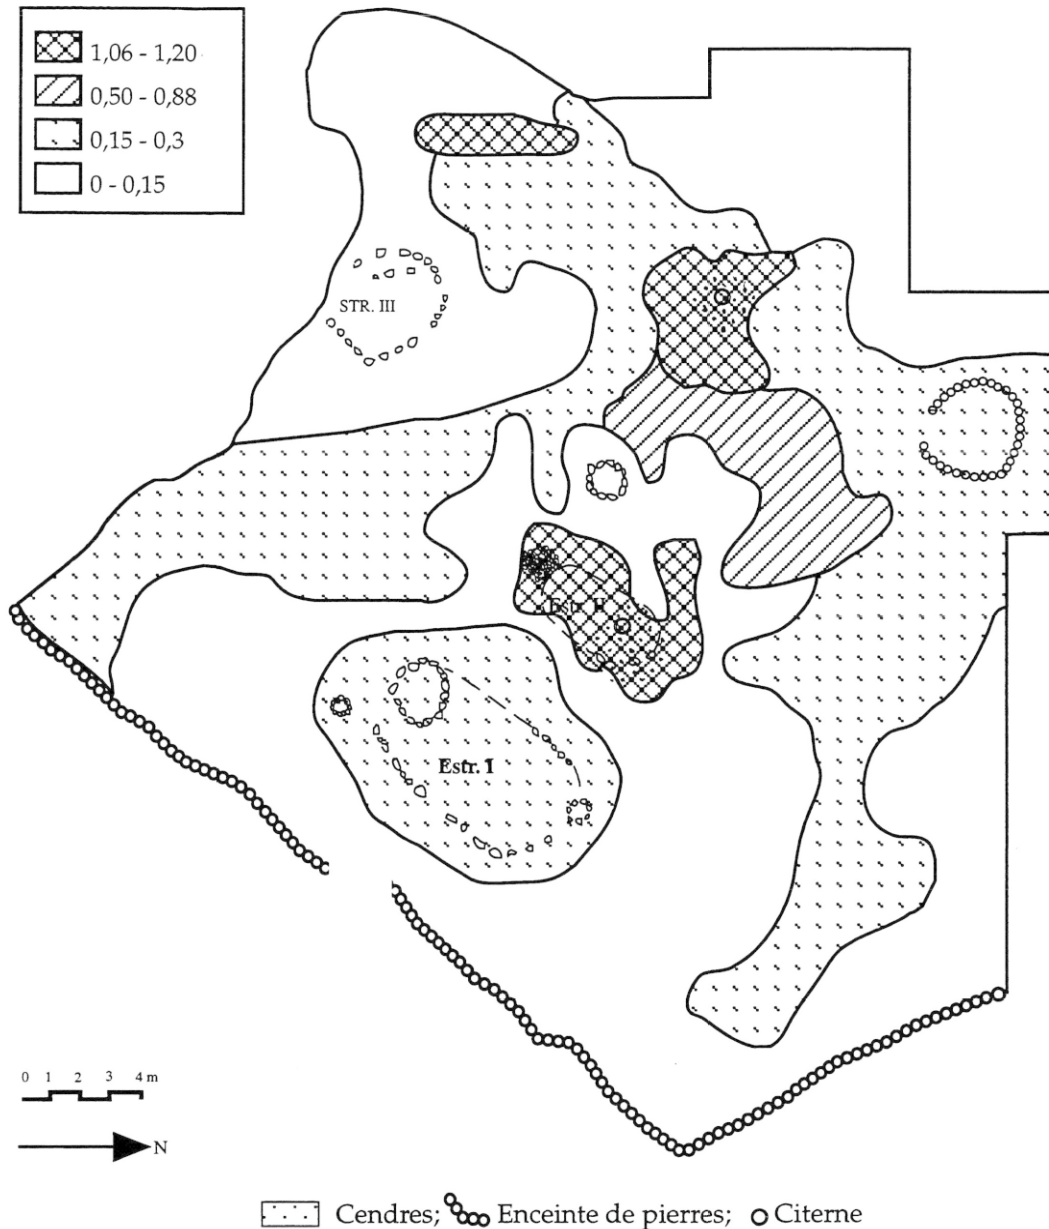 1,06 - 1,20
0,50 - 0,88
0,15 - 0,3
0 - 0,15
STR. III
Estr. II
Estr. I
0 1 2 3 4 m
N
Cendres; Enceinte de pierres; Citerne